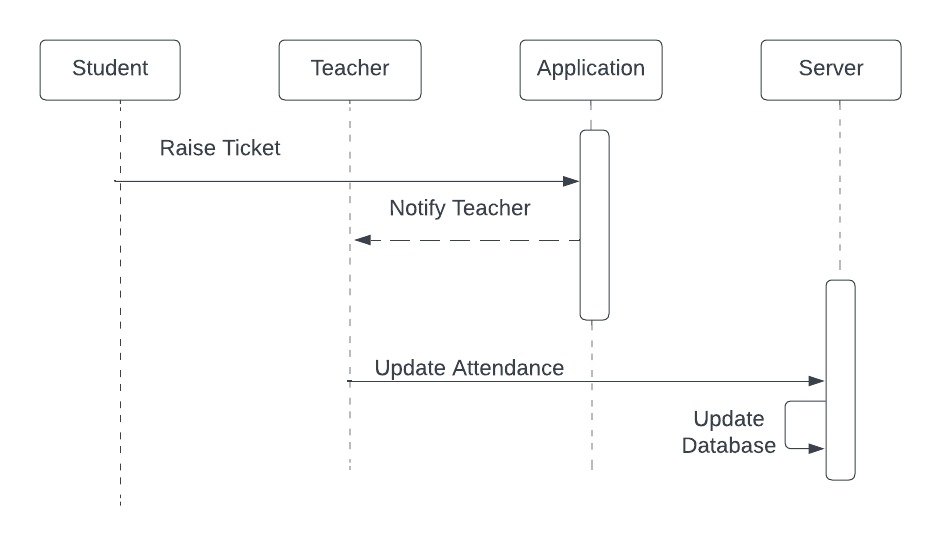 Student
Teacher
Application
Server
Raise Ticket
Notify Teacher
Update Attendance
Update
Database